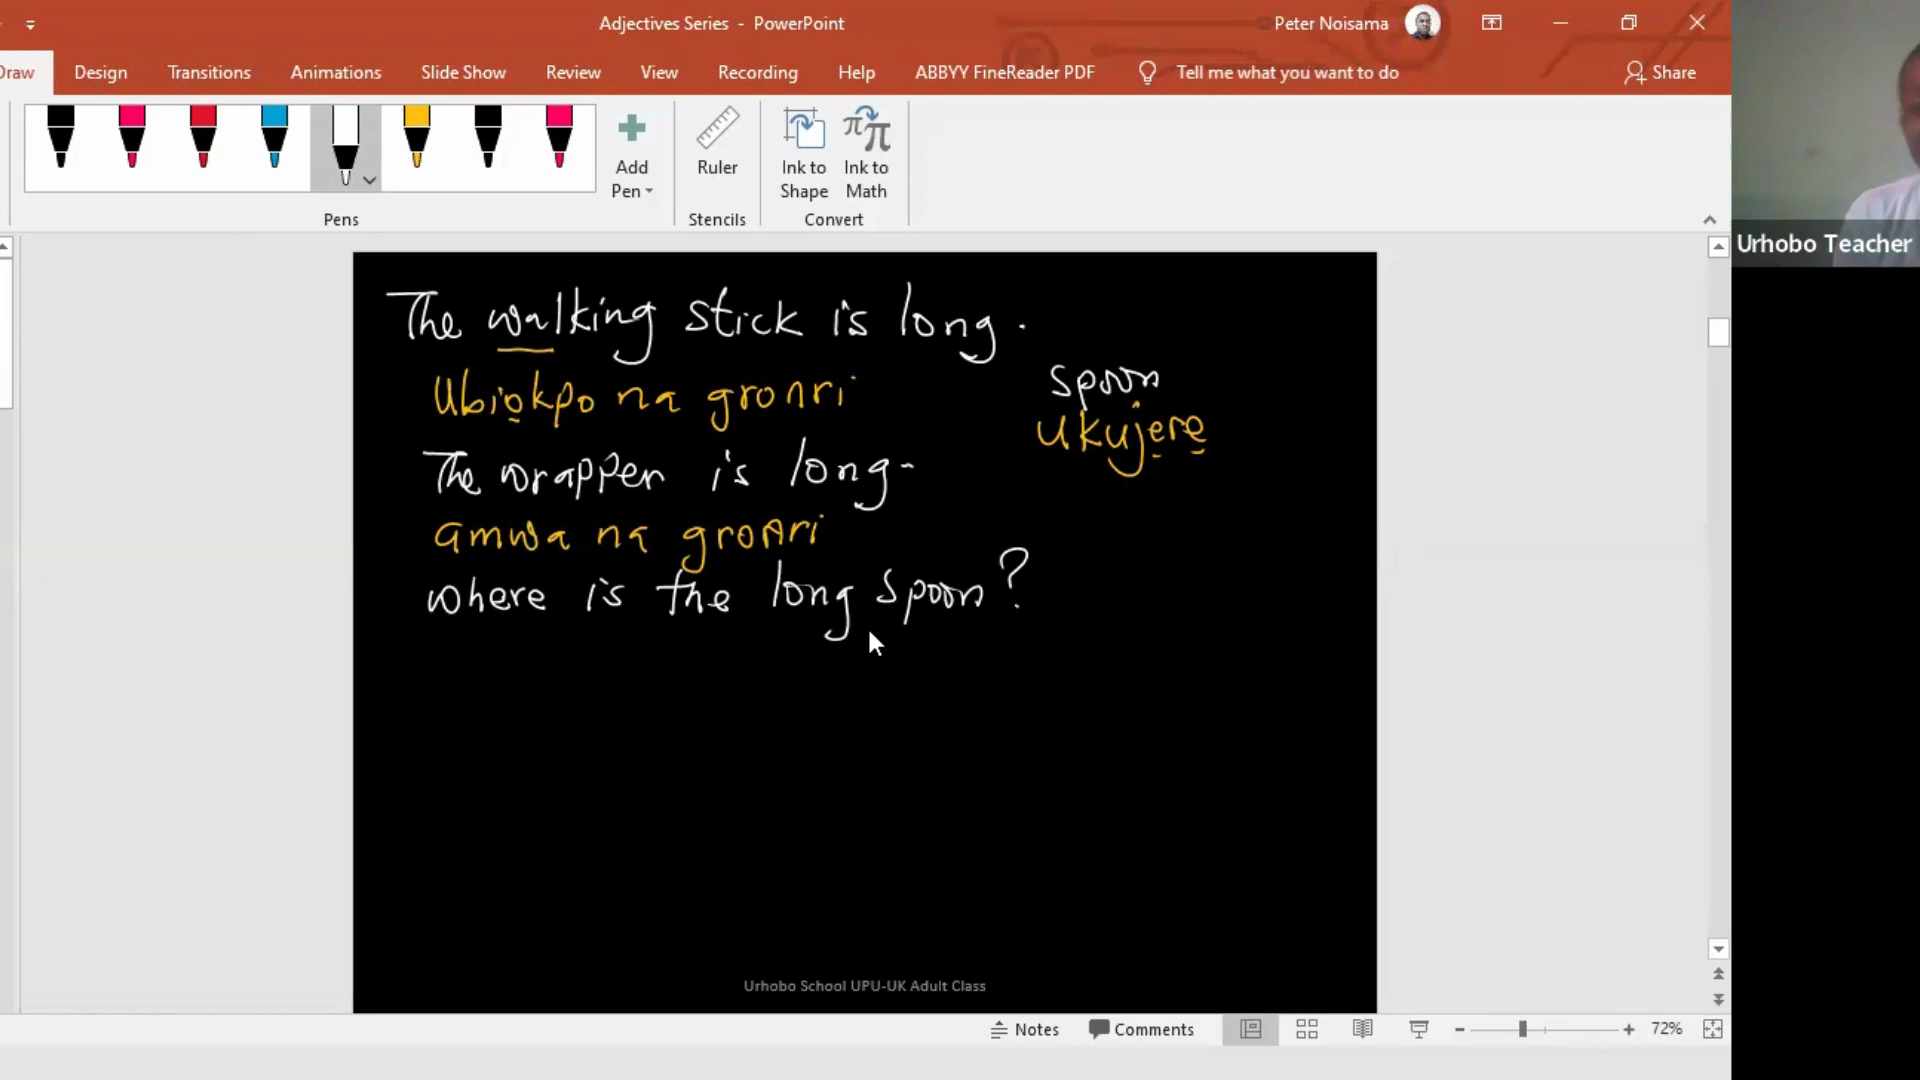 Adjectives Series - PowerPoint
Peter Noisama
Draw Design Transitions Animations Slide Show Review View Recording Help ABBYY FineReader PDF Tell me what you want to do Share
Add Pen
Ruler
Ink to Shape
Ink to Math
Pens
Stencils
Convert
Urhobo Teacher
The walking stick is long.
Ubiọkpo na gronri
The wrapper is long-
amwa na gronri
where is the long spoon?
spoon
ukujẹrẹ
Urhobo School UPU-UK Adult Class
Notes Comments 72%